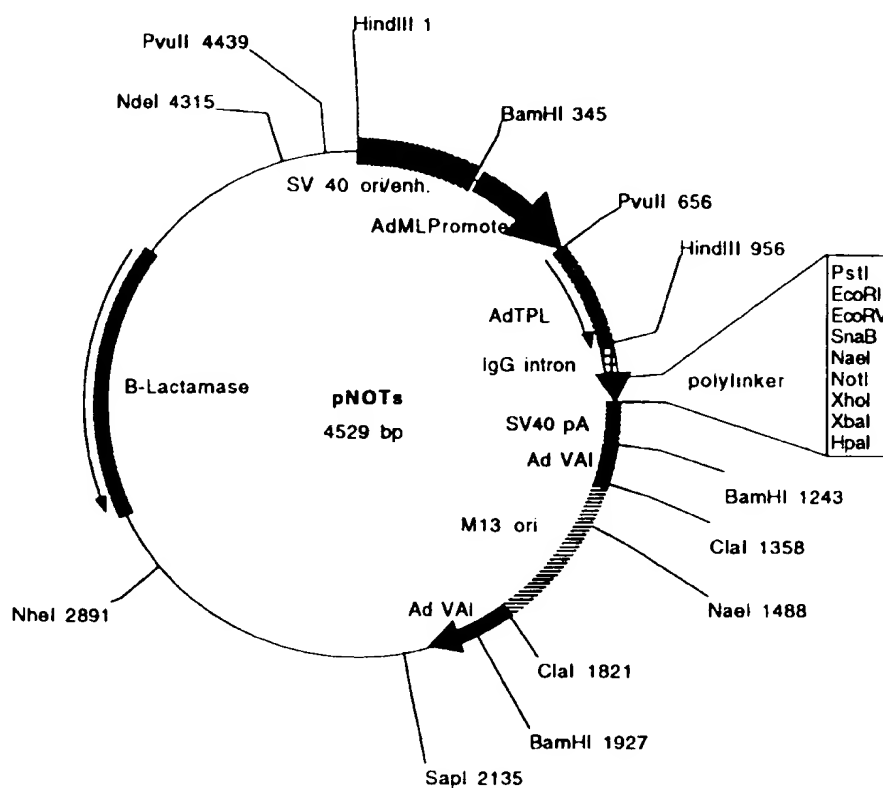 HindIII 1
PvuII 4439
NdeI 4315
BamHI 345
SV 40 ori/enh.
AdMLPromote
PvuII 656
HindIII 956
PstI
EcoRI
EcoRV
SnaB
NaeI
NotI
XhoI
XbaI
HpaI
AdTPL
IgG intron
polylinker
B-Lactamase
pNOTs
4529 bp
SV40 pA
Ad VAI
BamHI 1243
M13 ori
ClaI 1358
NaeI 1488
NheI 2891
Ad VAI
ClaI 1821
BamHI 1927
SapI 2135